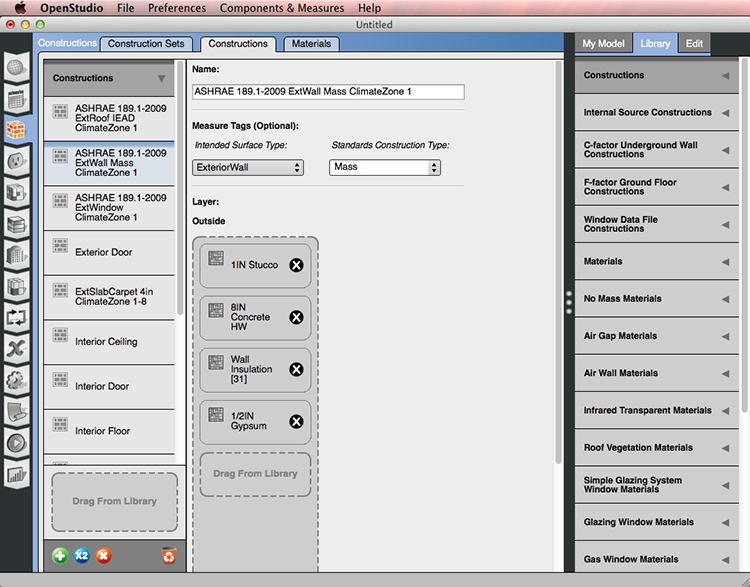 OpenStudio File Preferences Components & Measures Help
Untitled
Constructions Construction Sets Constructions Materials
My Model Library Edit
Constructions
ASHRAE 189.1-2009
ExtRoof IEAD
ClimateZone 1
ASHRAE 189.1-2009
ExtWall Mass
ClimateZone 1
ASHRAE 189.1-2009
ExtWindow
ClimateZone 1
Exterior Door
ExtSlabCarpet 4in
ClimateZone 1-8
Interior Ceiling
Interior Door
Interior Floor
Drag From Library
X2
Name:
ASHRAE 189.1-2009 ExtWall Mass ClimateZone 1
Measure Tags (Optional):
Intended Surface Type: Standards Construction Type:
ExteriorWall Mass
Layer:
Outside
1IN Stucco
8IN
Concrete
HW
Wall
Insulation
[31]
1/2IN
Gypsum
Drag From Library
Constructions
Internal Source Constructions
C-factor Underground Wall
Constructions
F-factor Ground Floor
Constructions
Window Data File
Constructions
Materials
No Mass Materials
Air Gap Materials
Air Wall Materials
Infrared Transparent Materials
Roof Vegetation Materials
Simple Glazing System
Window Materials
Glazing Window Materials
Gas Window Materials